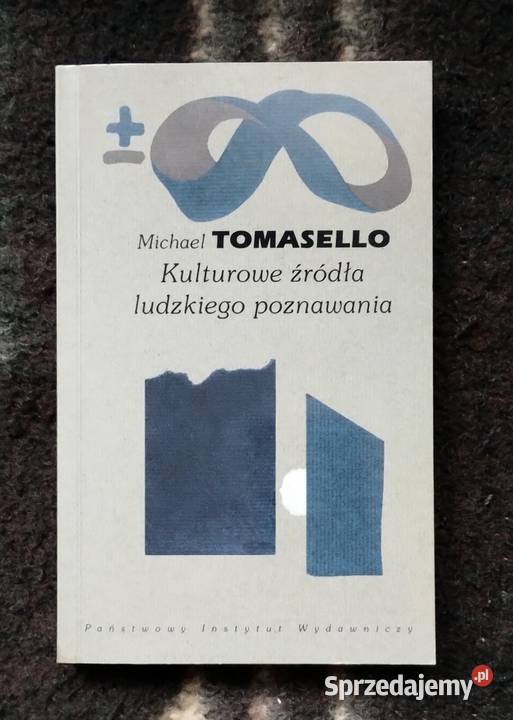 ±
Michael TOMASELLO
Kulturowe źródła
ludzkiego poznawania
Państwowy Instytut Wydawniczy
Sprzedajemy.pl